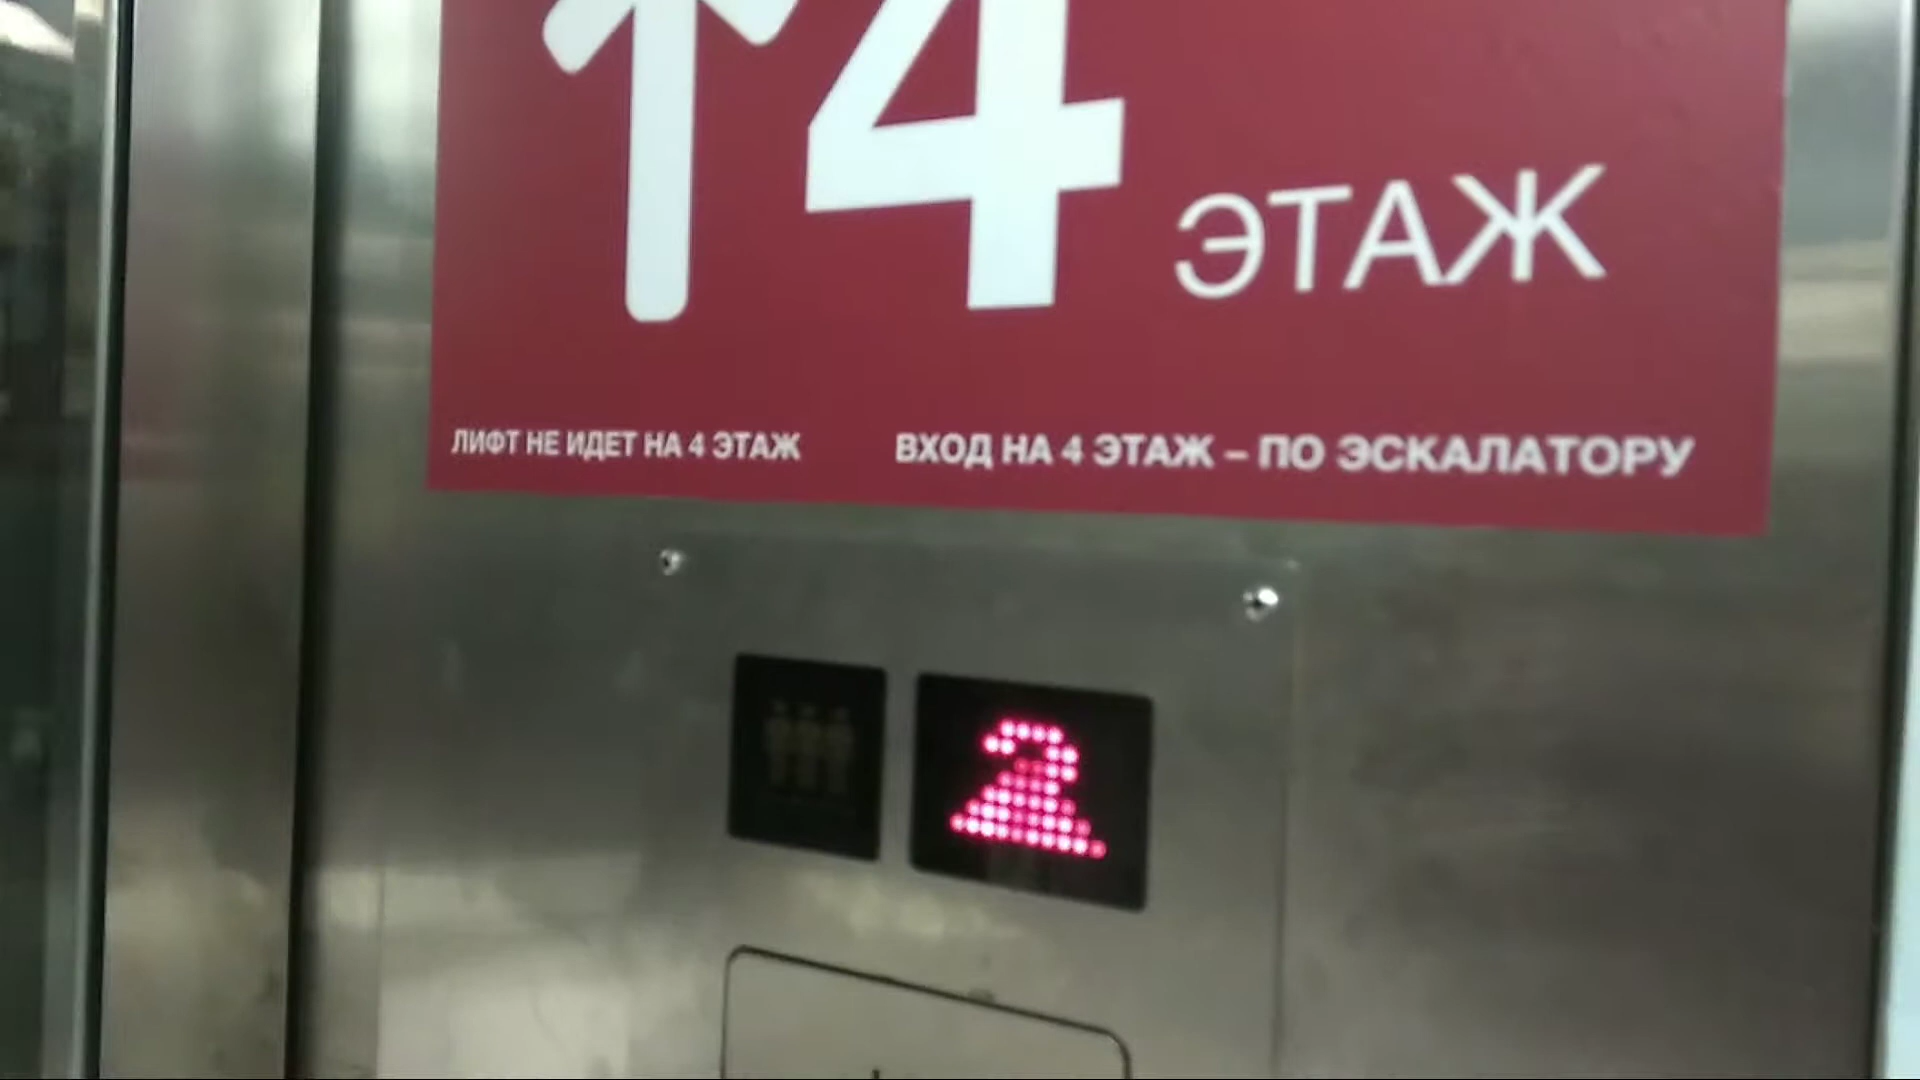 4 ЭТАЖ
ЛИФТ НЕ ИДЕТ НА 4 ЭТАЖ
ВХОД НА 4 ЭТАЖ – ПО ЭСКАЛАТОРУ
2